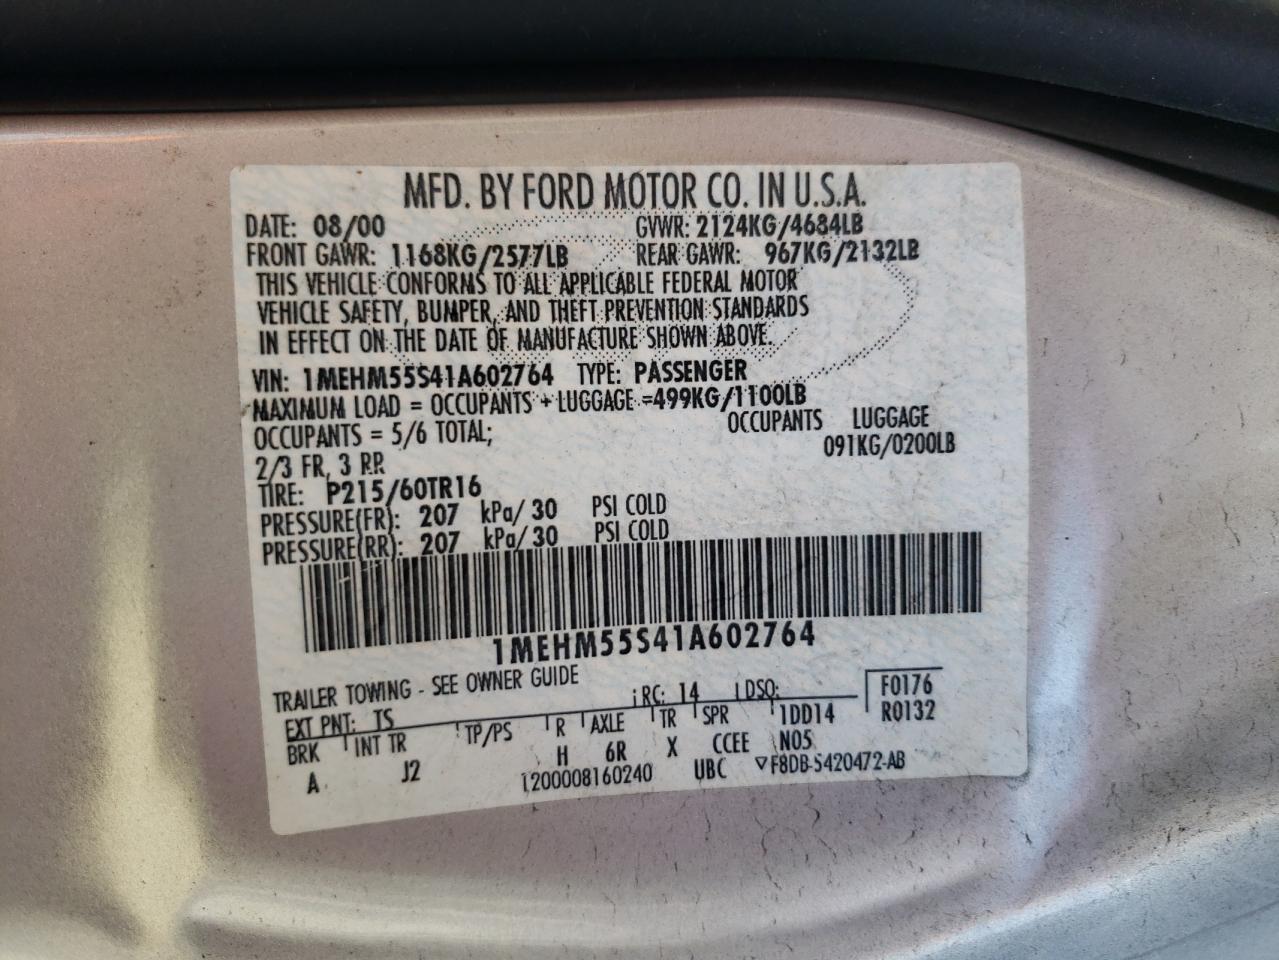 MFD. BY FORD MOTOR CO. IN U.S.A.
DATE: 08/00 GVWR: 2124KG/4684LB
FRONT GAWR: 1168KG/2577LB REAR GAWR: 967KG/2132LB
THIS VEHICLE CONFORMS TO ALL APPLICABLE FEDERAL MOTOR
VEHICLE SAFETY, BUMPER, AND THEFT PREVENTION STANDARDS
IN EFFECT ON THE DATE OF MANUFACTURE SHOWN ABOVE.
VIN: 1MEHM55S41A602764 TYPE: PASSENGER
MAXIMUM LOAD = OCCUPANTS + LUGGAGE =499KG/1100LB
OCCUPANTS = 5/6 TOTAL; OCCUPANTS LUGGAGE
2/3 FR, 3 RR 091KG/0200LB
TIRE: P215/60TR16
PRESSURE(FR): 207 kPa/ 30 PSI COLD
PRESSURE(RR): 207 kPa/ 30 PSI COLD
1MEHM55S41A602764
TRAILER TOWING - SEE OWNER GUIDE
EXT PNT: TS RC: 14 DSO: F0176
BRK INT TR TP/PS R AXLE TR SPR 1DD14 R0132
A J2 H 6R X CCEE N05
1200008160240 UBC F8DB-5420472-AB